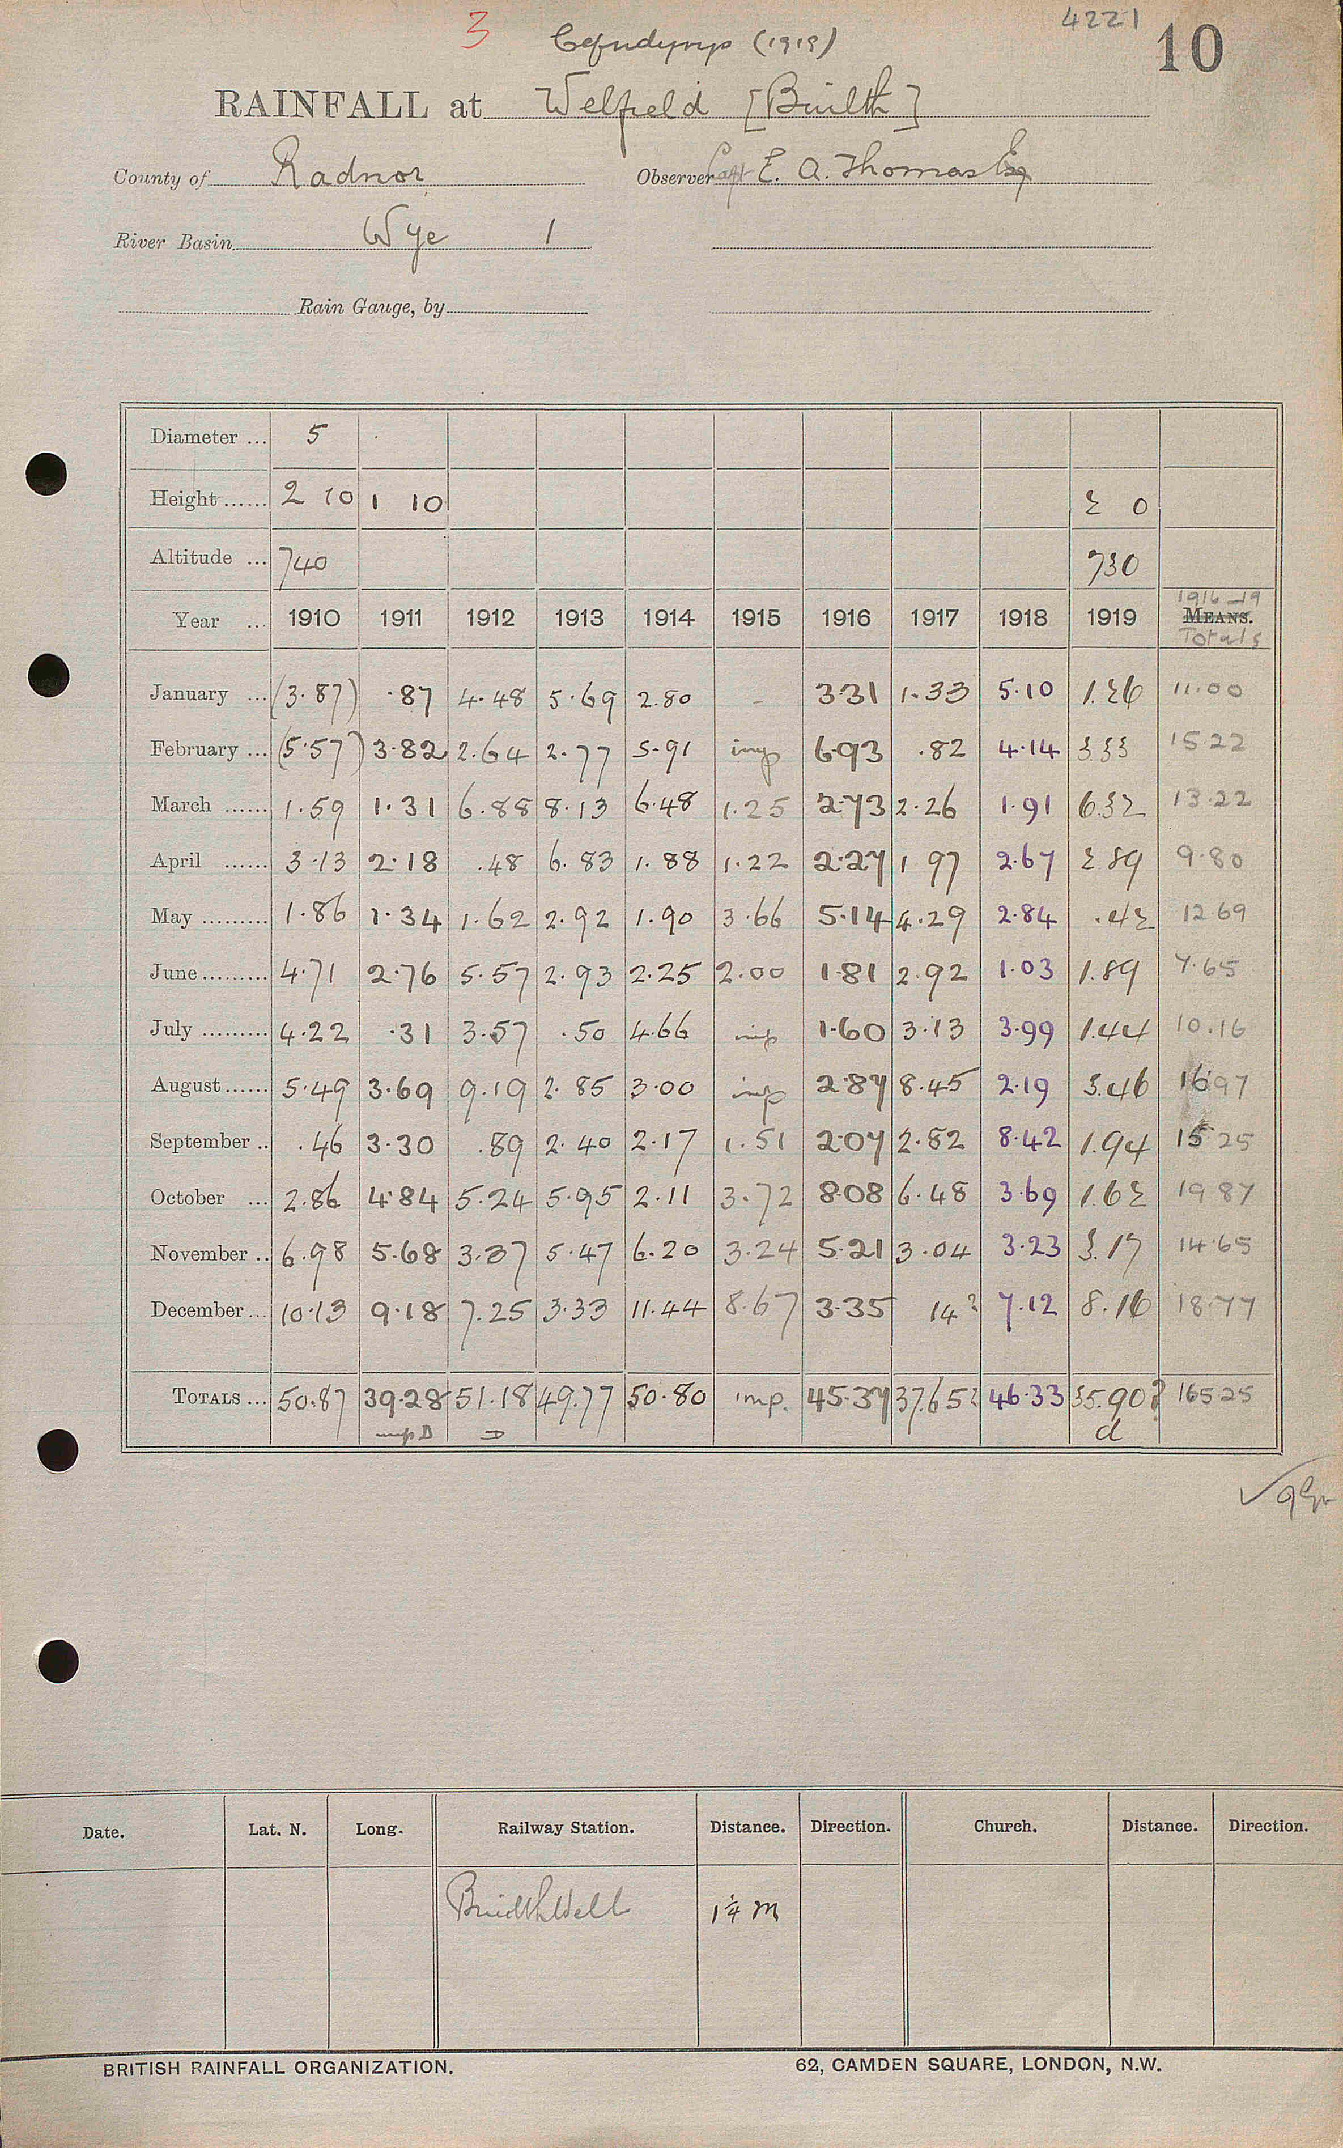 3 Cefndyrys (1919) 4221 10
RAINFALL at Welfield [Builth]
County of Radnor Observer Capt E. A. Thomas Esq
River Basin Wye 1
Rain Gauge, by
Diameter ... 5
Height ...... 2 10 1 10 2 0
Altitude ... 740 730
Year ... 1910 1911 1912 1913 1914 1915 1916 1917 1918 1919 1916-19 MEANS. Totals
January ... (3.87) .87 4.48 5.69 2.80 - 3.31 1.33 5.10 1.26 11.00
February ... (5.57) 3.82 2.64 2.77 5.91 imp 6.93 .82 4.14 3.33 15.22
March ...... 1.59 1.31 6.88 8.13 6.48 1.25 2.73 2.26 1.91 6.32 13.22
April ...... 3.13 2.18 .48 6.83 1.88 1.22 2.27 1.97 2.67 2.89 9.80
May ......... 1.86 1.34 1.62 2.92 1.90 3.66 5.14 4.29 2.84 .42 12.69
June ......... 4.71 2.76 5.57 2.93 2.25 2.00 1.81 2.92 1.03 1.89 7.65
July ......... 4.22 .31 3.57 .50 4.66 imp 1.60 3.13 3.99 1.44 10.16
August ...... 5.49 3.69 9.19 2.85 3.00 imp 2.87 8.45 2.19 3.46 16.97
September .. .46 3.30 .89 2.40 2.17 1.51 2.07 2.82 8.42 1.94 15.25
October ... 2.86 4.84 5.24 5.95 2.11 3.72 8.08 6.48 3.69 1.62 19.87
November .. 6.98 5.68 3.37 5.47 6.20 3.24 5.21 3.04 3.23 3.17 14.65
December ... 10.13 9.18 7.25 3.33 11.44 8.67 3.35 14? 7.12 8.16 18.77
TOTALS ... 50.87 39.28 51.18 49.77 50.80 imp. 45.37 37.65? 46.33 35.90? 165.25
D d
Date. Lat. N. Long. Railway Station. Distance. Direction. Church. Distance. Direction.
Builth Wells 1¼ m
BRITISH RAINFALL ORGANIZATION. 62, CAMDEN SQUARE, LONDON, N.W.